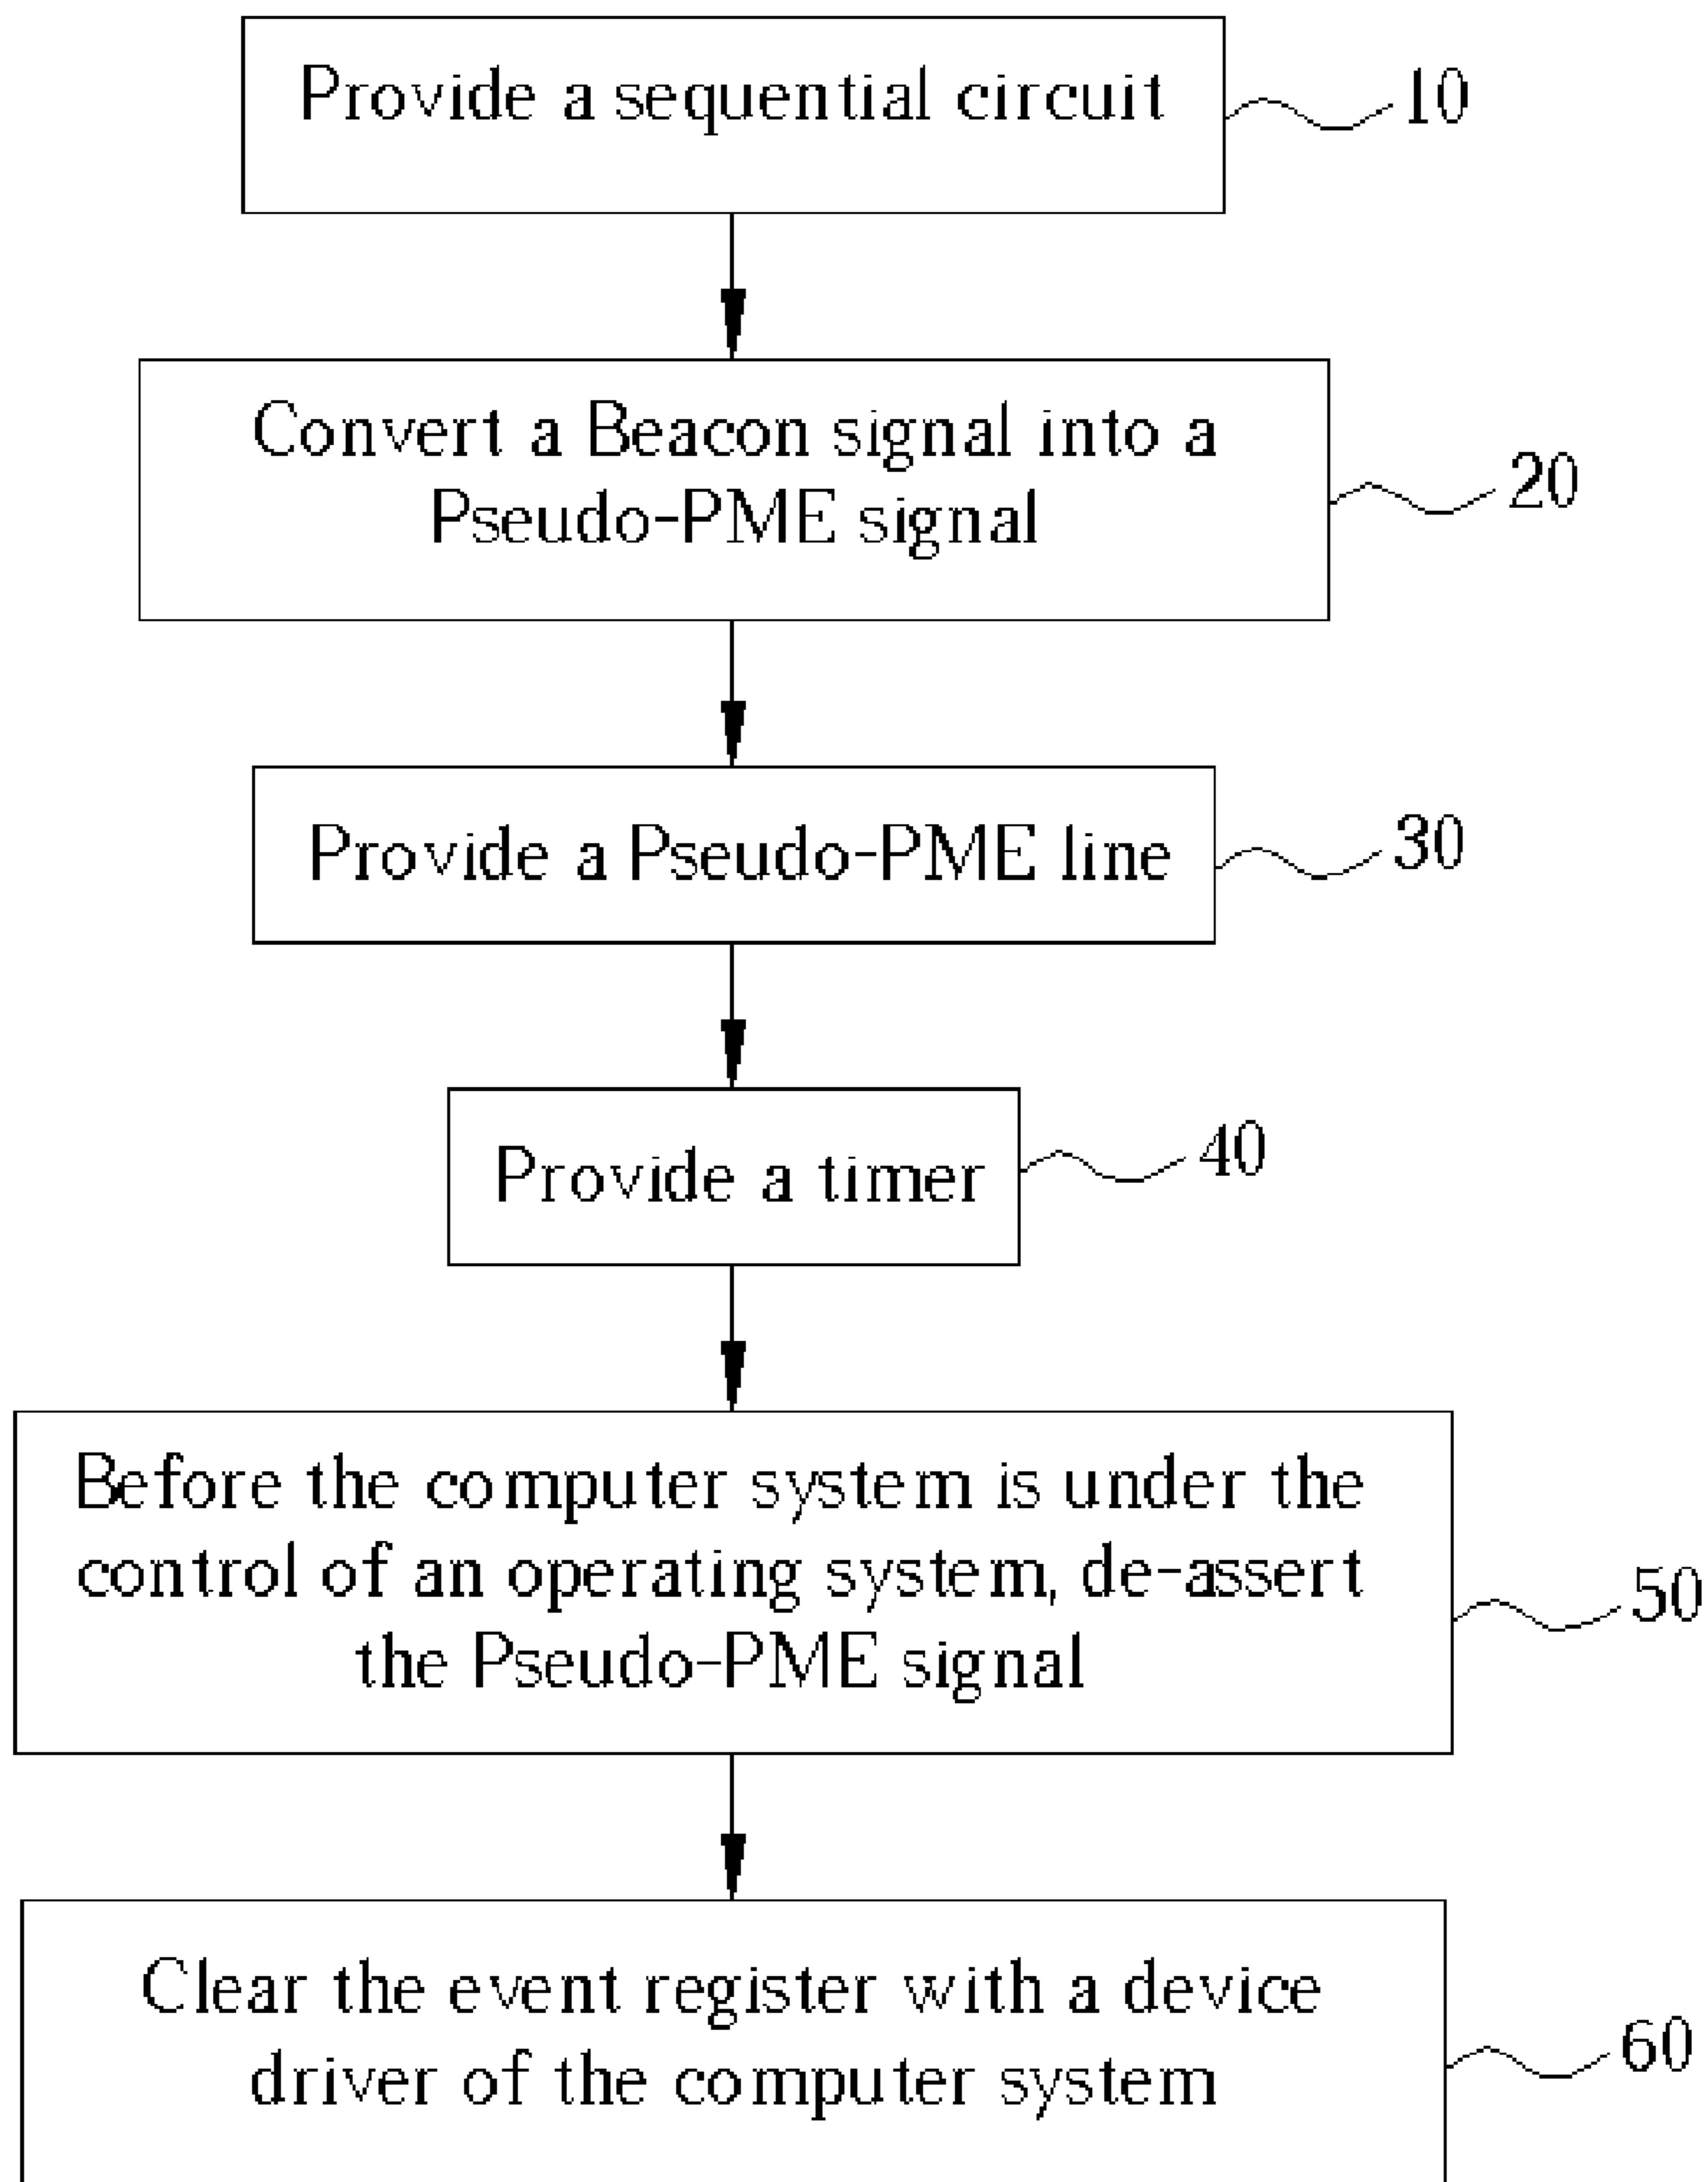 Provide a sequential circuit
10
Convert a Beacon signal into a
Pseudo-PME signal
20
Provide a Pseudo-PME line
30
Provide a timer
40
Before the computer system is under the
control of an operating system, de-assert
the Pseudo-PME signal
50
Clear the event register with a device
driver of the computer system
60